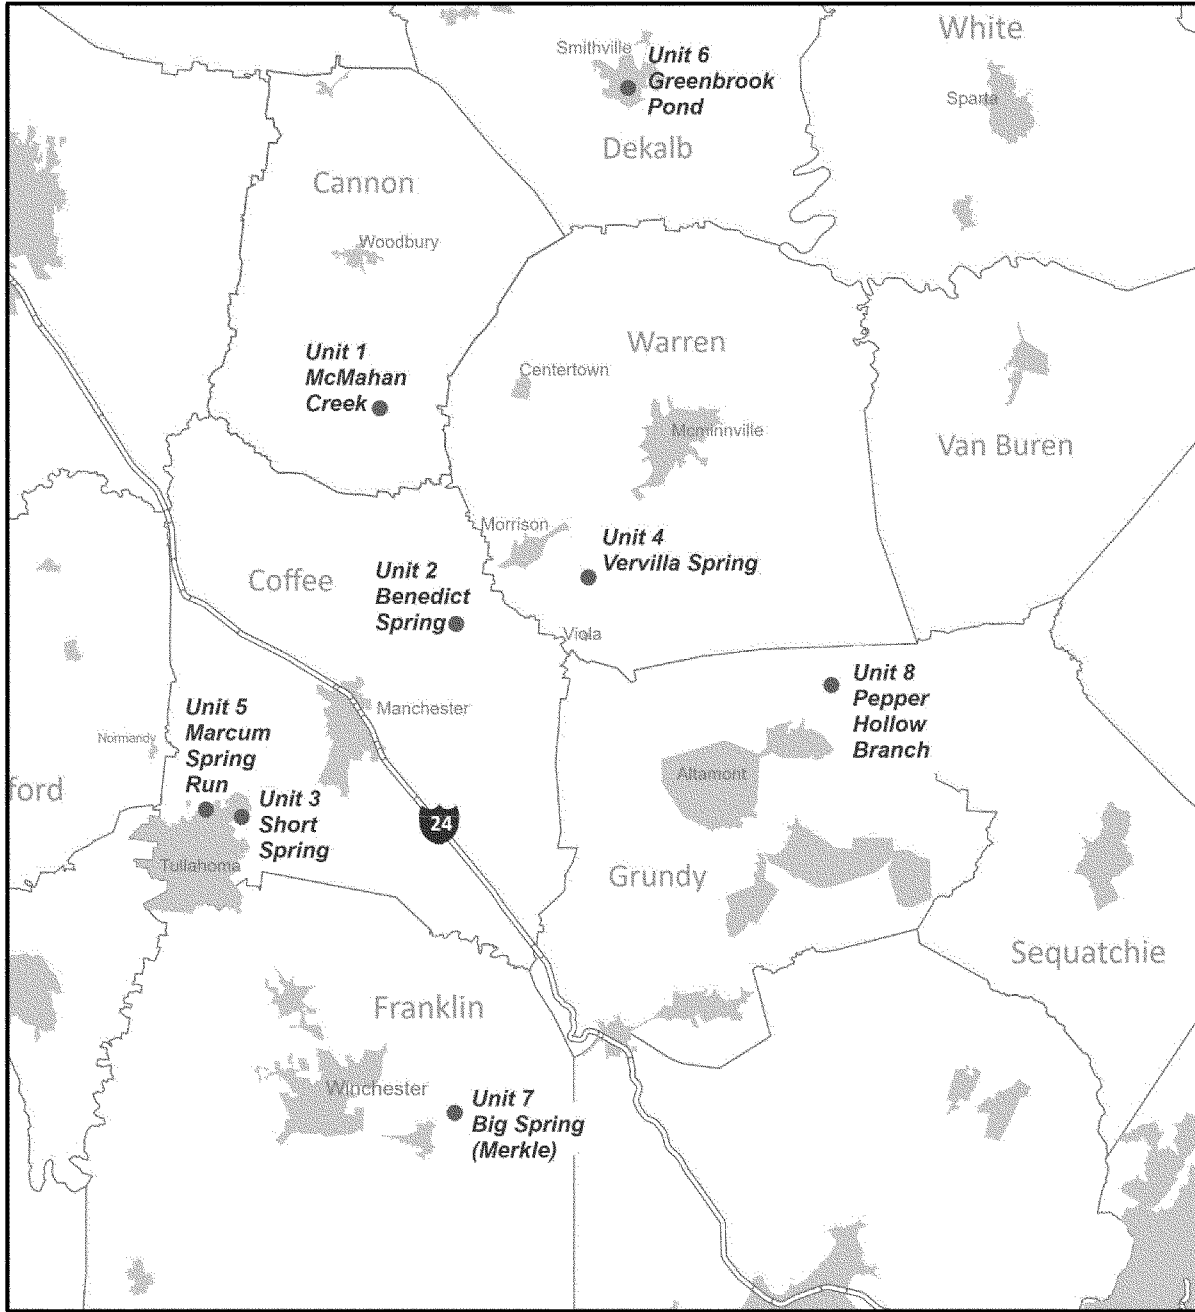 White
Smithville
Unit 6
Greenbrook
Pond
Sparta
Dekalb
Cannon
Woodbury
Warren
Unit 1
McMahan
Creek
Centertown
Mcminnville
Van Buren
Morrison
Unit 4
Vervilla Spring
Coffee
Unit 2
Benedict
Spring
Viola
Unit 8
Pepper
Hollow
Branch
Unit 5
Marcum
Spring
Run
Manchester
Normandy
ford
Altamont
Unit 3
Short
Spring
24
Tullahoma
Grundy
Sequatchie
Franklin
Winchester
Unit 7
Big Spring
(Merkle)